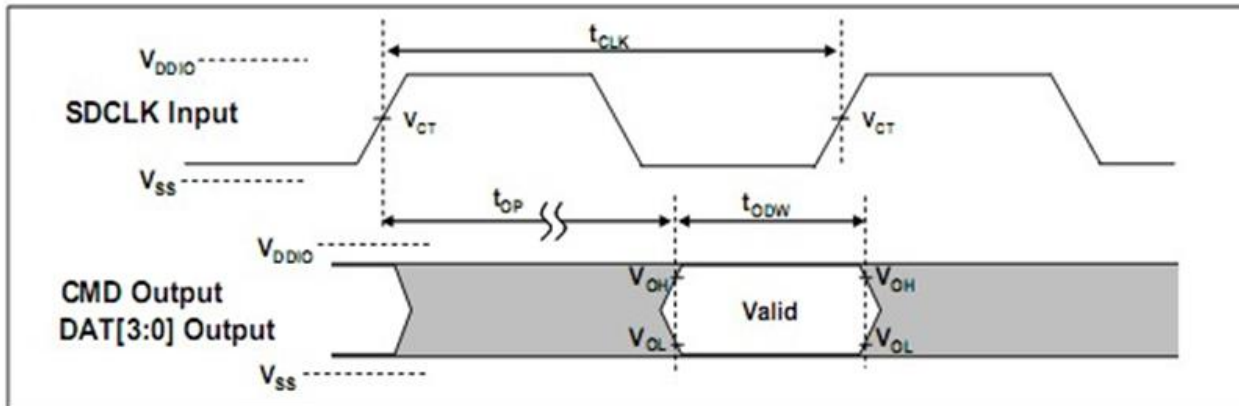 tCLK
VDDIO
SDCLK Input
VCT VCT
VSS
tOP tODW
VDDIO
CMD Output
DAT[3:0] Output
VOH VOH
Valid
VOL VOL
VSS